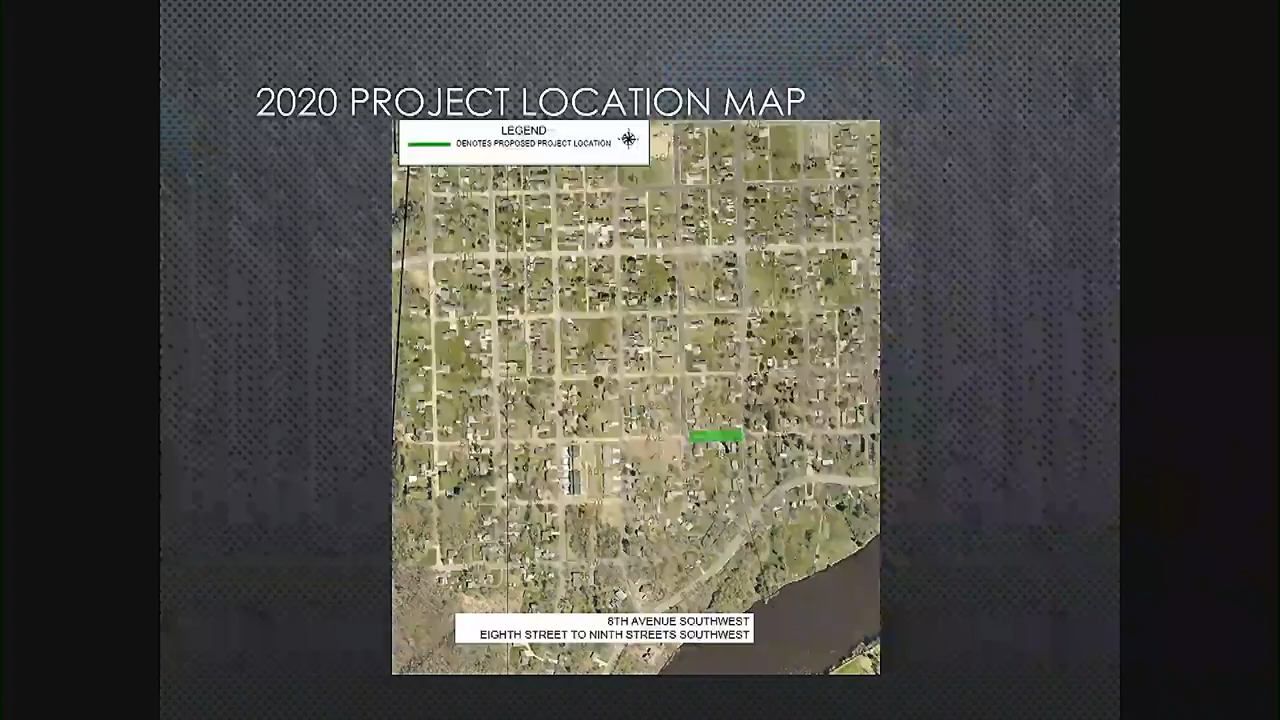 2020 PROJECT LOCATION MAP
LEGEND
DENOTES PROPOSED PROJECT LOCATION
8TH AVENUE SOUTHWEST
EIGHTH STREET TO NINTH STREETS SOUTHWEST